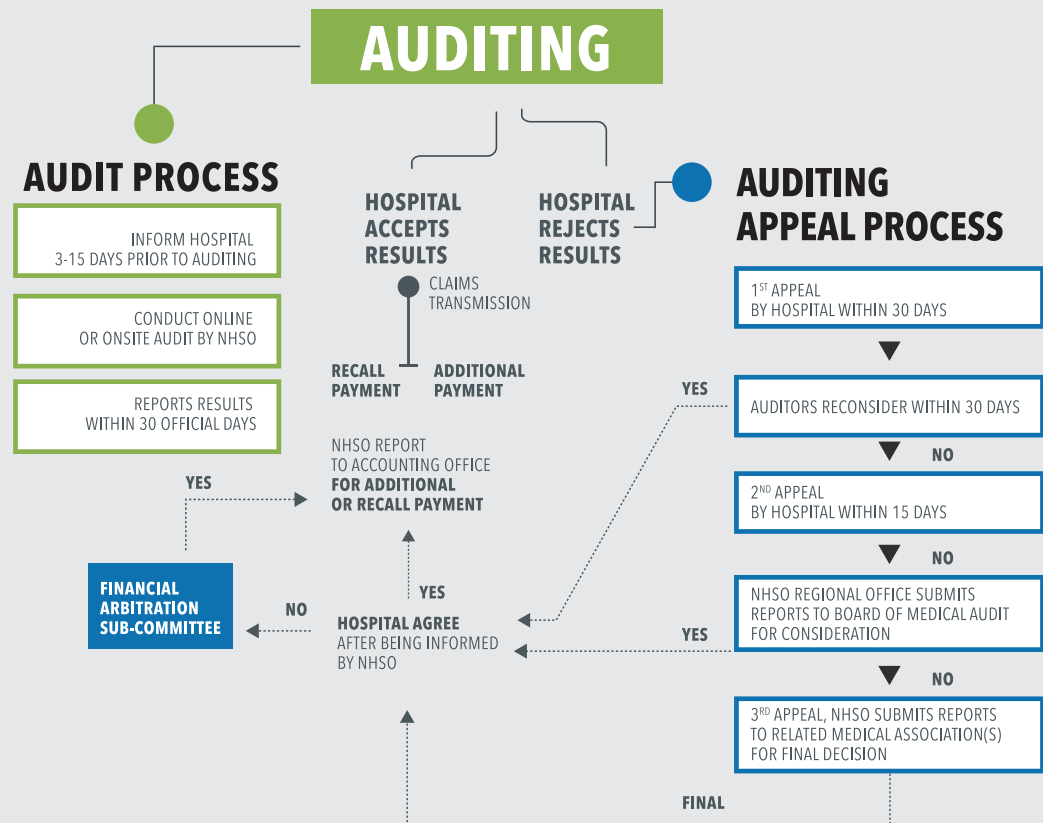 AUDITING
AUDIT PROCESS
INFORM HOSPITAL
3-15 DAYS PRIOR TO AUDITING
CONDUCT ONLINE
OR ONSITE AUDIT BY NHSO
REPORTS RESULTS
WITHIN 30 OFFICIAL DAYS
HOSPITAL
ACCEPTS
RESULTS
CLAIMS
TRANSMISSION
RECALL
PAYMENT
ADDITIONAL
PAYMENT
HOSPITAL
REJECTS
RESULTS
AUDITING
APPEAL PROCESS
1ST APPEAL
BY HOSPITAL WITHIN 30 DAYS
YES
AUDITORS RECONSIDER WITHIN 30 DAYS
NO
2ND APPEAL
BY HOSPITAL WITHIN 15 DAYS
NO
NHSO REGIONAL OFFICE SUBMITS
REPORTS TO BOARD OF MEDICAL AUDIT
FOR CONSIDERATION
YES
NO
3RD APPEAL, NHSO SUBMITS REPORTS
TO RELATED MEDICAL ASSOCIATION(S)
FOR FINAL DECISION
FINAL
NHSO REPORT
TO ACCOUNTING OFFICE
FOR ADDITIONAL
OR RECALL PAYMENT
YES
YES
HOSPITAL AGREE
AFTER BEING INFORMED
BY NHSO
NO
FINANCIAL
ARBITRATION
SUB-COMMITTEE